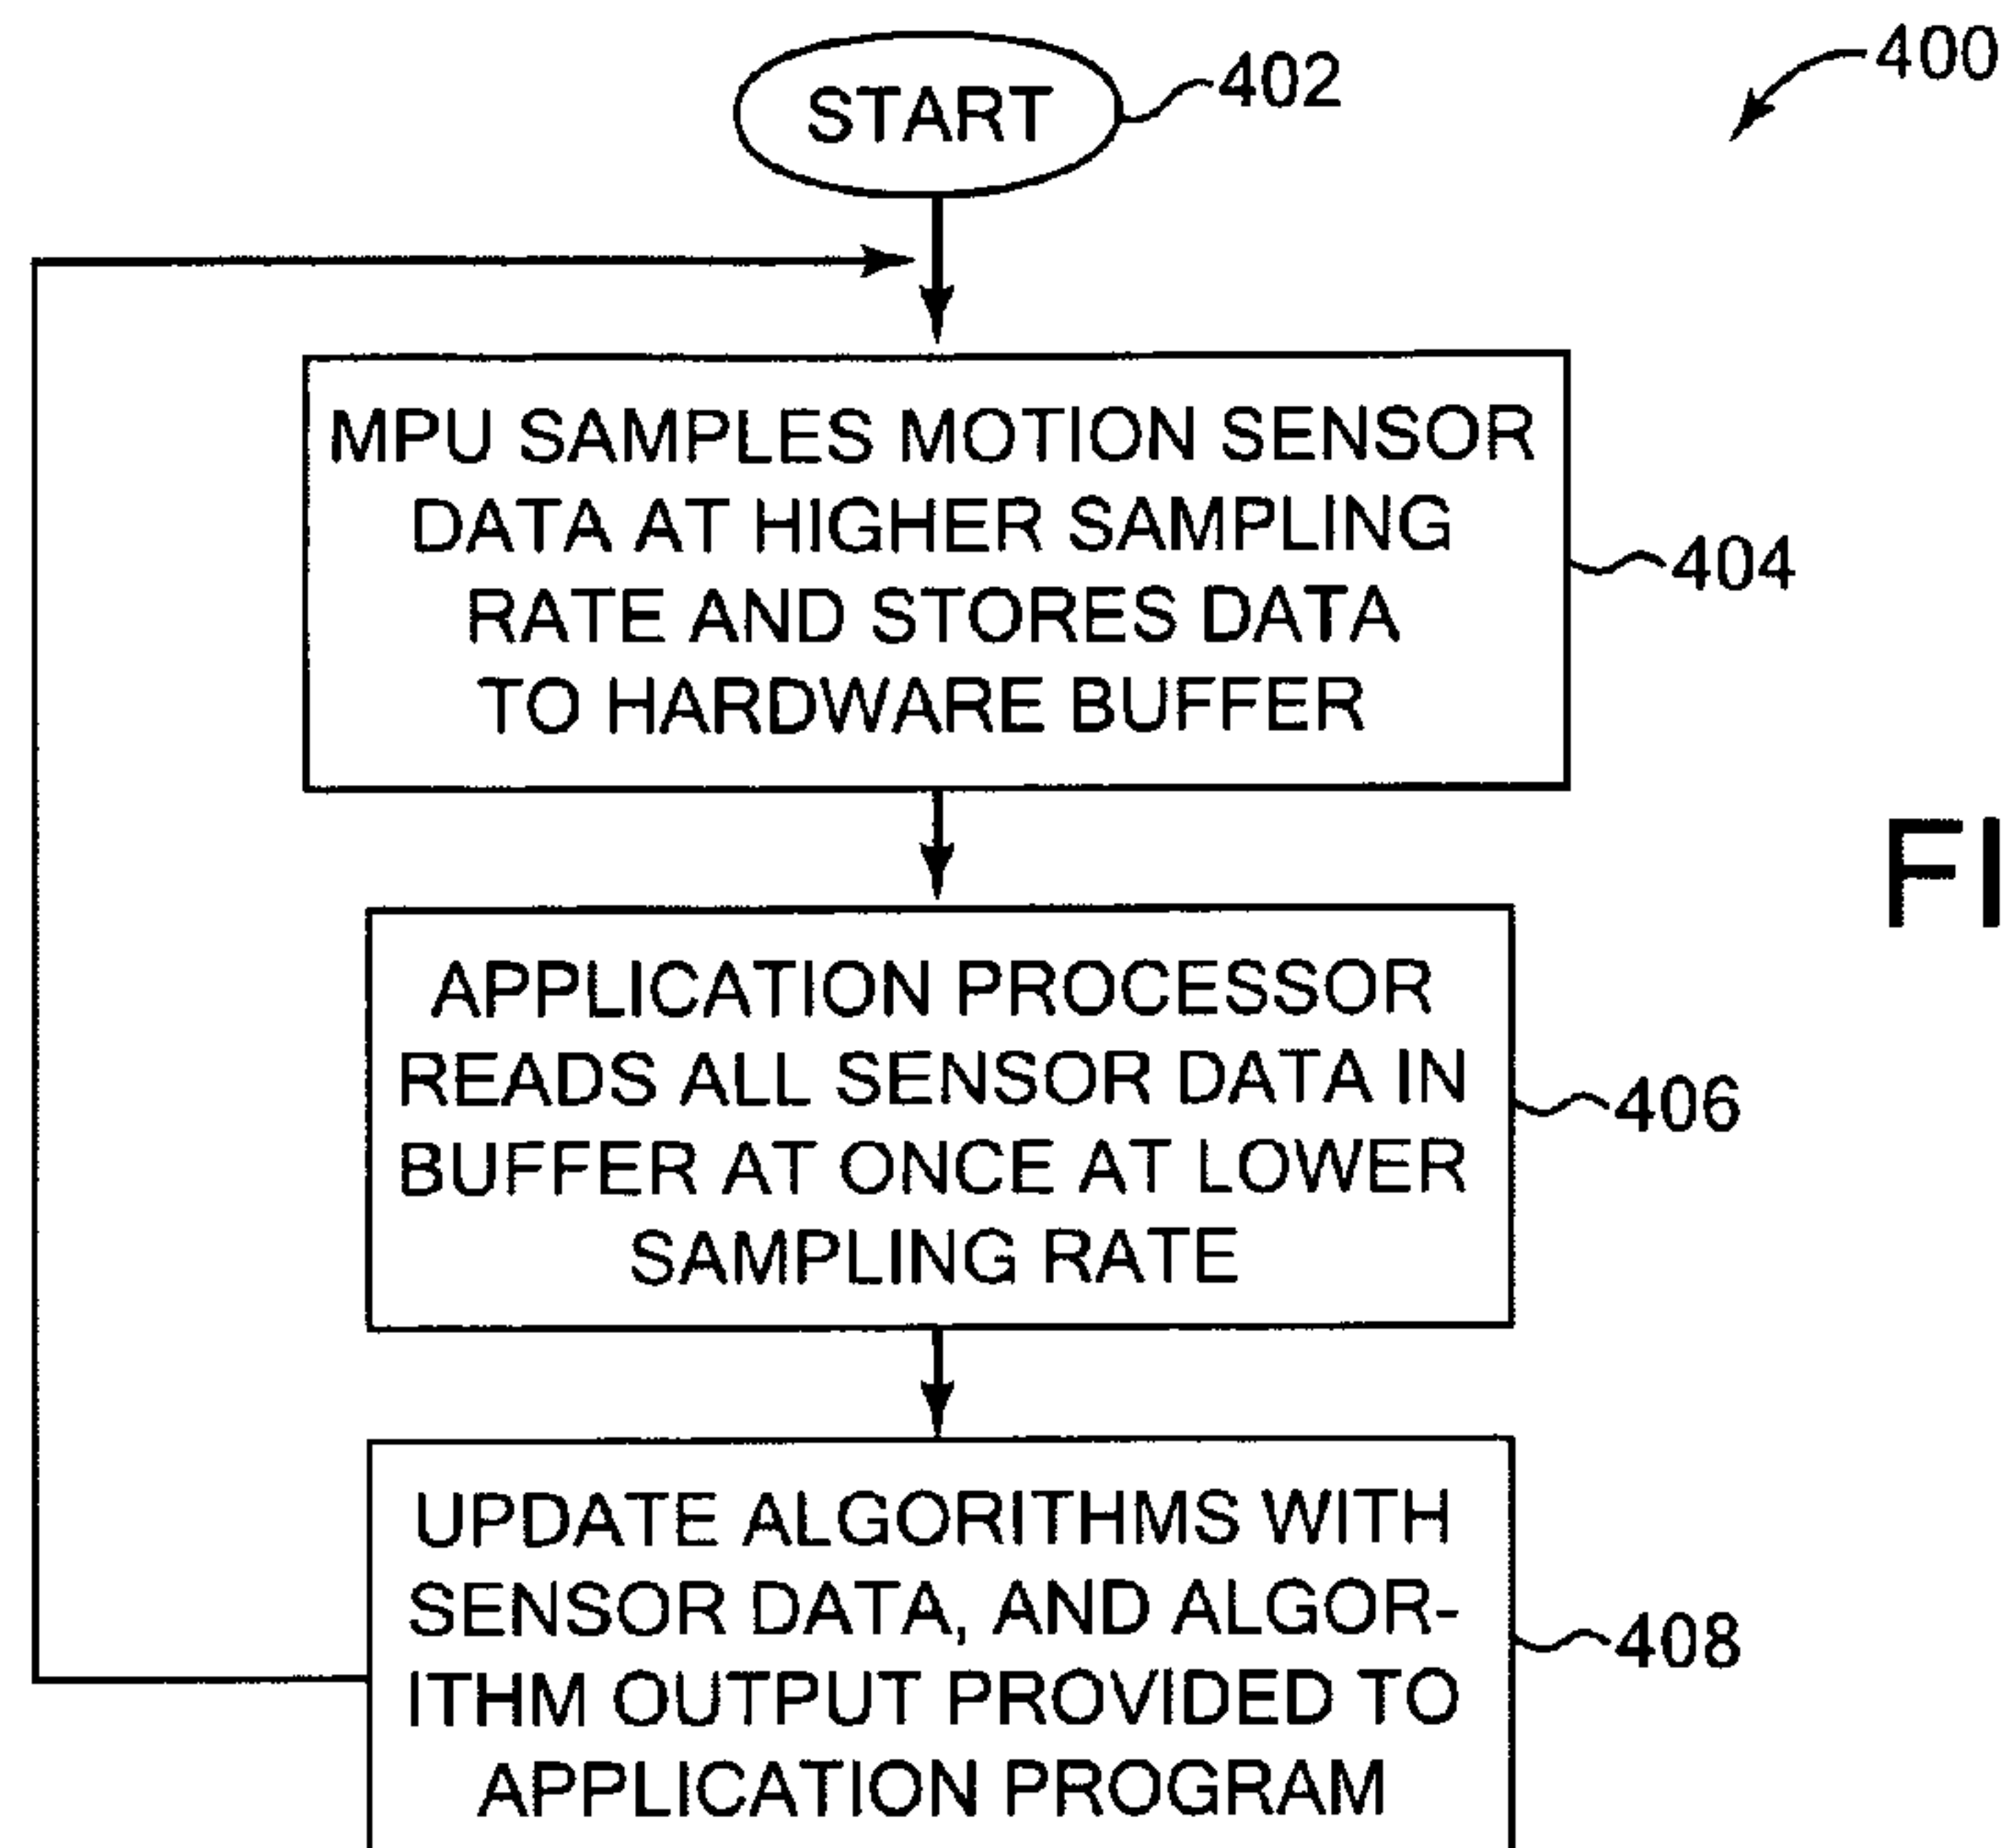 START
402
400
MPU SAMPLES MOTION SENSOR
DATA AT HIGHER SAMPLING
RATE AND STORES DATA
TO HARDWARE BUFFER
404
FI
APPLICATION PROCESSOR
READS ALL SENSOR DATA IN
BUFFER AT ONCE AT LOWER
SAMPLING RATE
406
UPDATE ALGORITHMS WITH
SENSOR DATA, AND ALGOR-
ITHM OUTPUT PROVIDED TO
APPLICATION PROGRAM
408